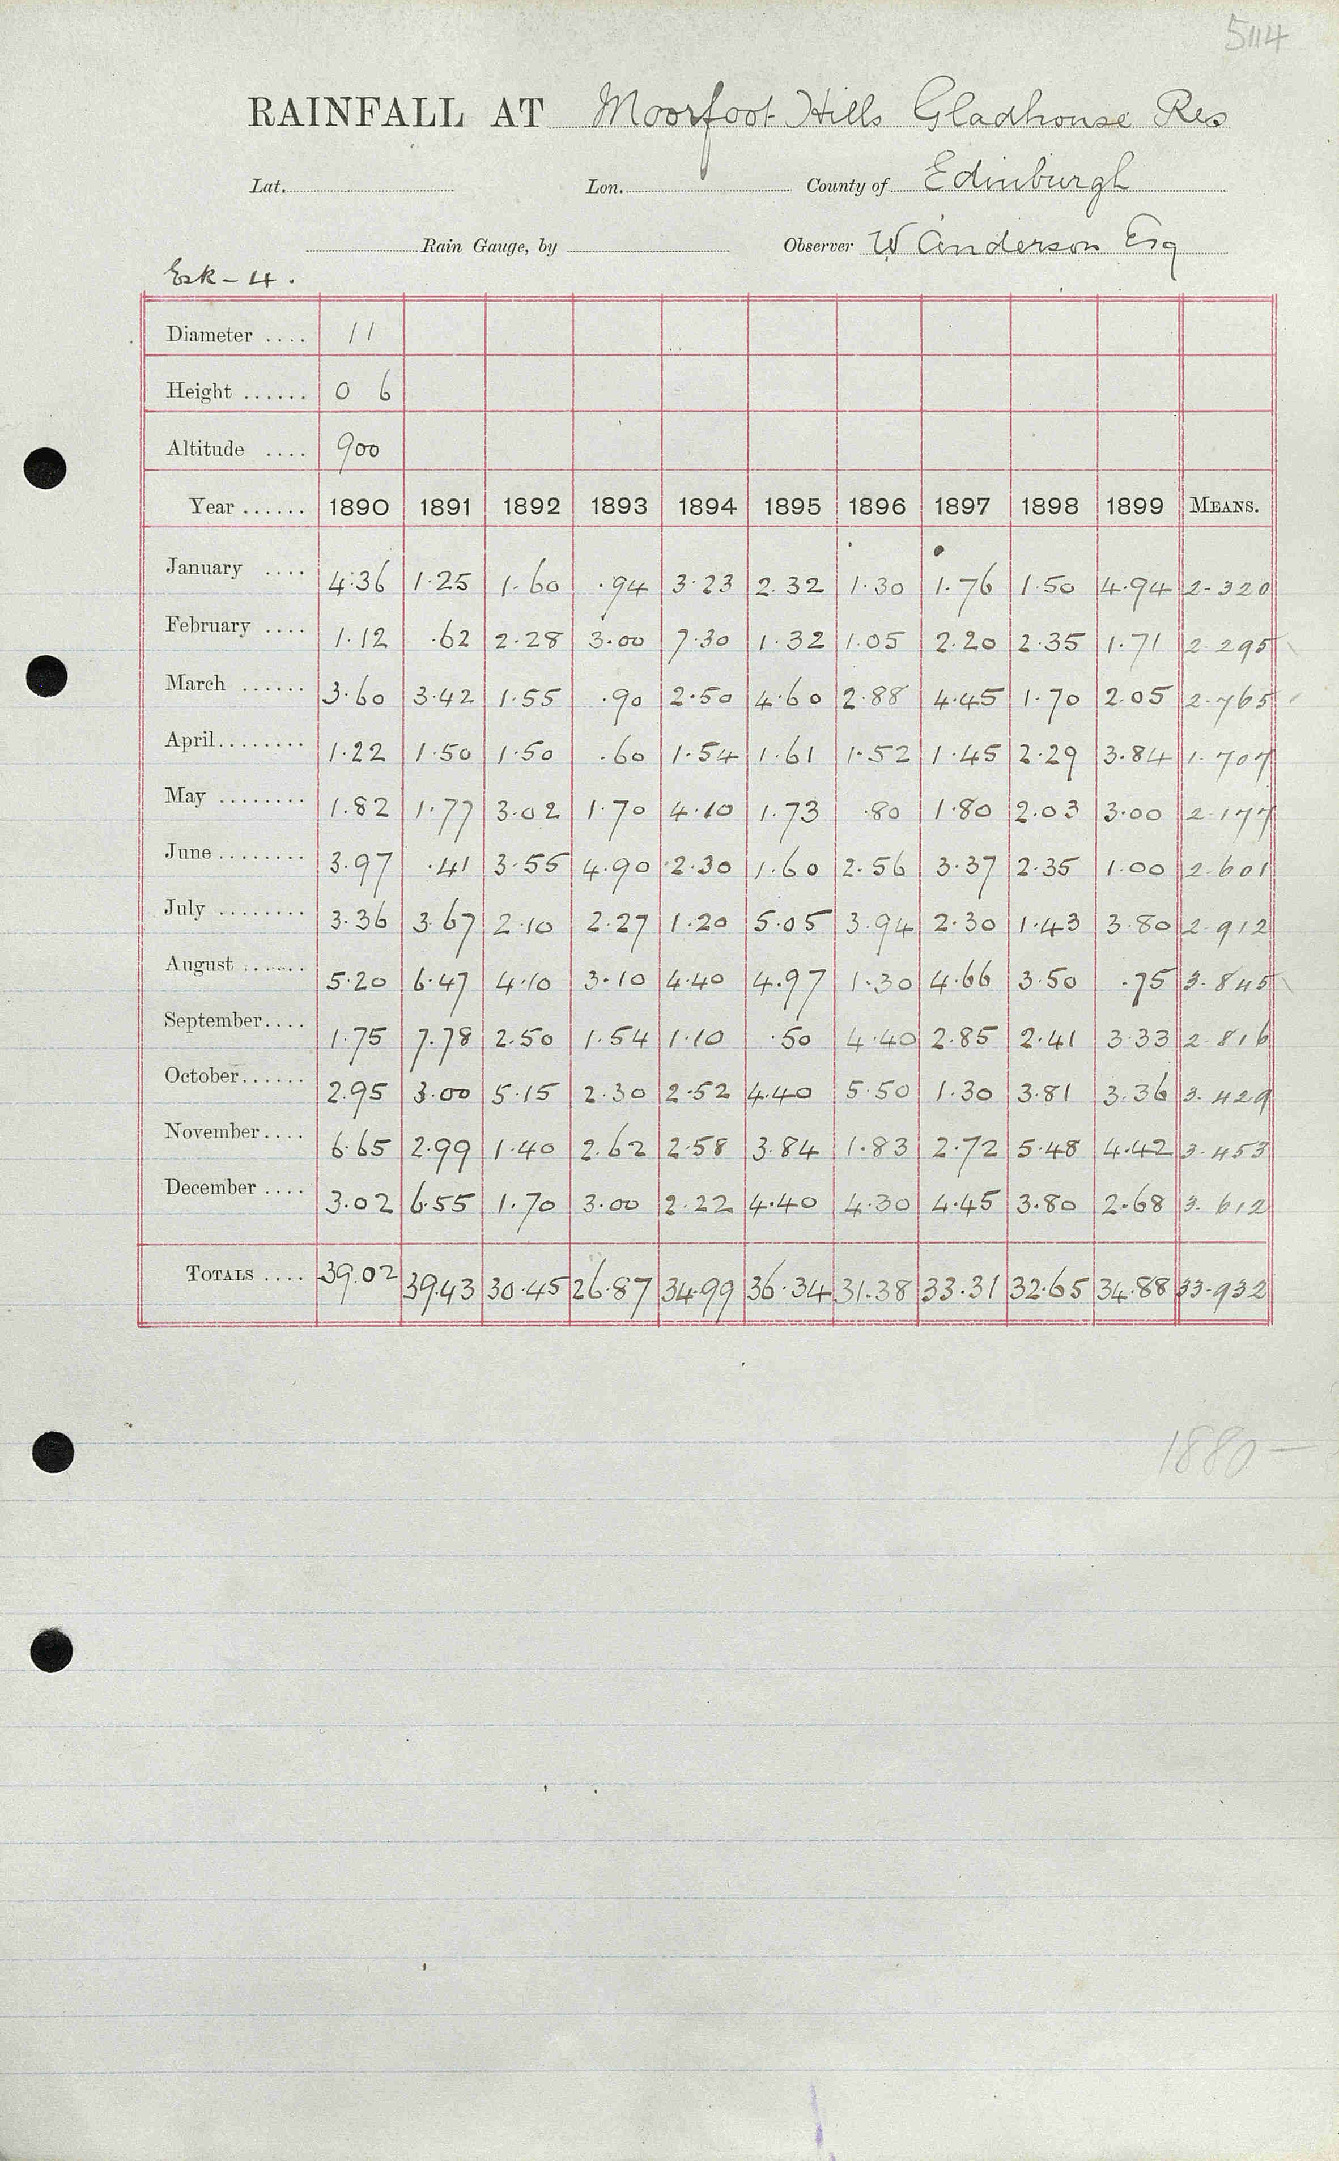 5114
RAINFALL AT Moorfoot Hills Gladhouse Res
Lat. Lon. County of Edinburgh
Rain Gauge, by Observer W Anderson Esq
Esk - 4.
Diameter .... 11
Height ...... 0 6
Altitude .... 900
Year ...... 1890 1891 1892 1893 1894 1895 1896 1897 1898 1899 MEANS.
January .... 4.36 1.25 1.60 .94 3.23 2.32 1.30 1.76 1.50 4.94 2.320
February .... 1.12 .62 2.28 3.00 7.30 1.32 1.05 2.20 2.35 1.71 2.295
March ...... 3.60 3.42 1.55 .90 2.50 4.60 2.88 4.45 1.70 2.05 2.765
April........ 1.22 1.50 1.50 .60 1.54 1.61 1.52 1.45 2.29 3.84 1.707
May ........ 1.82 1.77 3.02 1.70 4.10 1.73 .80 1.80 2.03 3.00 2.177
June ........ 3.97 .41 3.55 4.90 2.30 1.60 2.56 3.37 2.35 1.00 2.601
July ........ 3.36 3.67 2.10 2.27 1.20 5.05 3.94 2.30 1.43 3.80 2.912
August ...... 5.20 6.47 4.10 3.10 4.40 4.97 1.30 4.66 3.50 .75 3.845
September.... 1.75 7.78 2.50 1.54 1.10 .50 4.40 2.85 2.41 3.33 2.816
October...... 2.95 3.00 5.15 2.30 2.52 4.40 5.50 1.30 3.81 3.36 3.429
November.... 6.65 2.99 1.40 2.62 2.58 3.84 1.83 2.72 5.48 4.42 3.453
December .... 3.02 6.55 1.70 3.00 2.22 4.40 4.30 4.45 3.80 2.68 3.612
TOTALS .... 39.02 39.43 30.45 26.87 34.99 36.34 31.38 33.31 32.65 34.88 33.932
1880 -